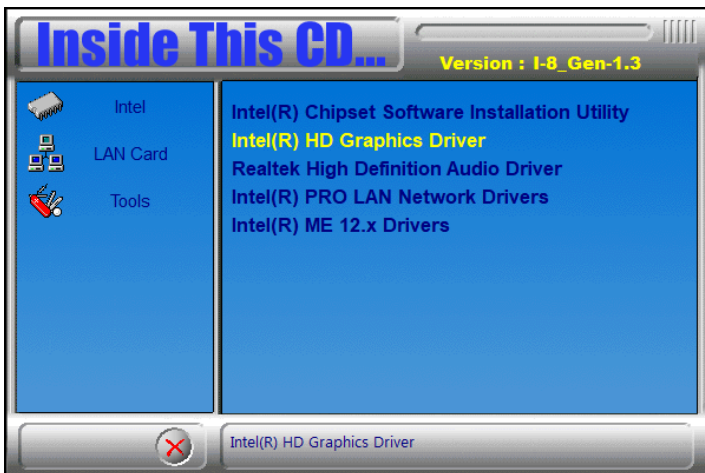 Inside This CD...
Version : I-8_Gen-1.3
Intel
LAN Card
Tools
Intel(R) Chipset Software Installation Utility
Intel(R) HD Graphics Driver
Realtek High Definition Audio Driver
Intel(R) PRO LAN Network Drivers
Intel(R) ME 12.x Drivers
Intel(R) HD Graphics Driver